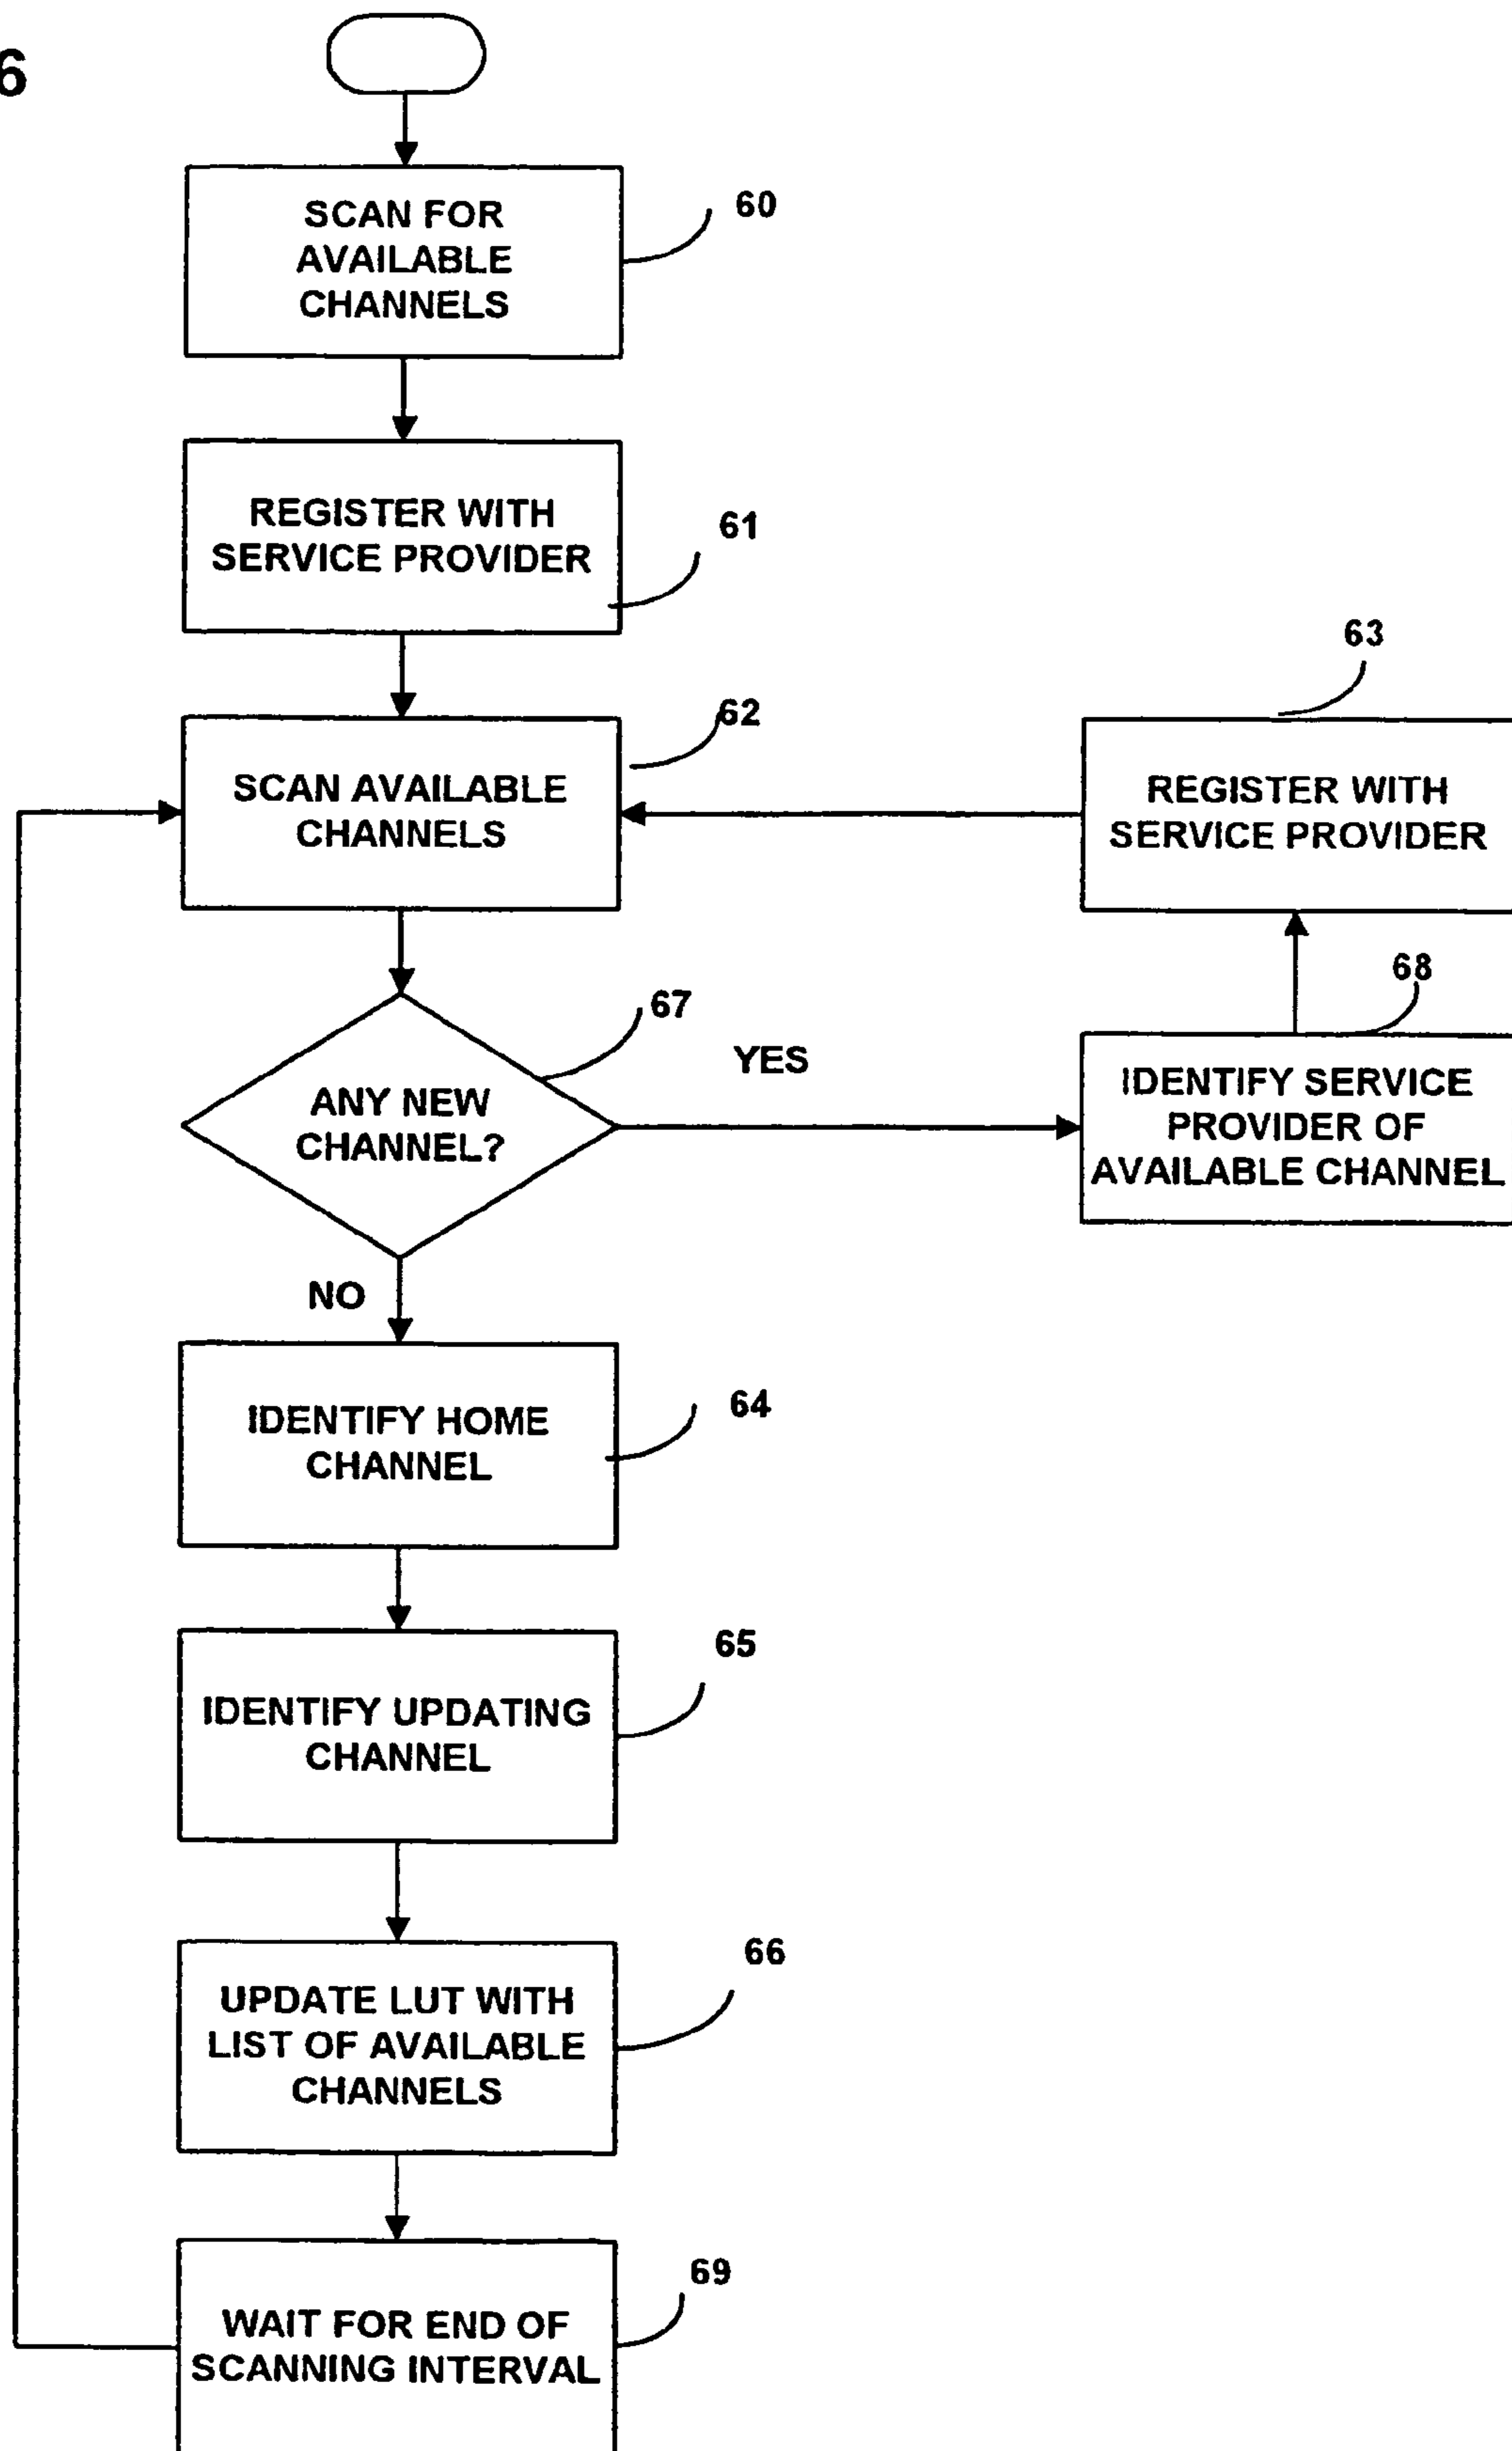 6
SCAN FOR
AVAILABLE
CHANNELS
60
REGISTER WITH
SERVICE PROVIDER
61
SCAN AVAILABLE
CHANNELS
62
REGISTER WITH
SERVICE PROVIDER
63
ANY NEW
CHANNEL?
67
YES
IDENTIFY SERVICE
PROVIDER OF
AVAILABLE CHANNEL
68
NO
IDENTIFY HOME
CHANNEL
64
IDENTIFY UPDATING
CHANNEL
65
UPDATE LUT WITH
LIST OF AVAILABLE
CHANNELS
66
WAIT FOR END OF
SCANNING INTERVAL
69